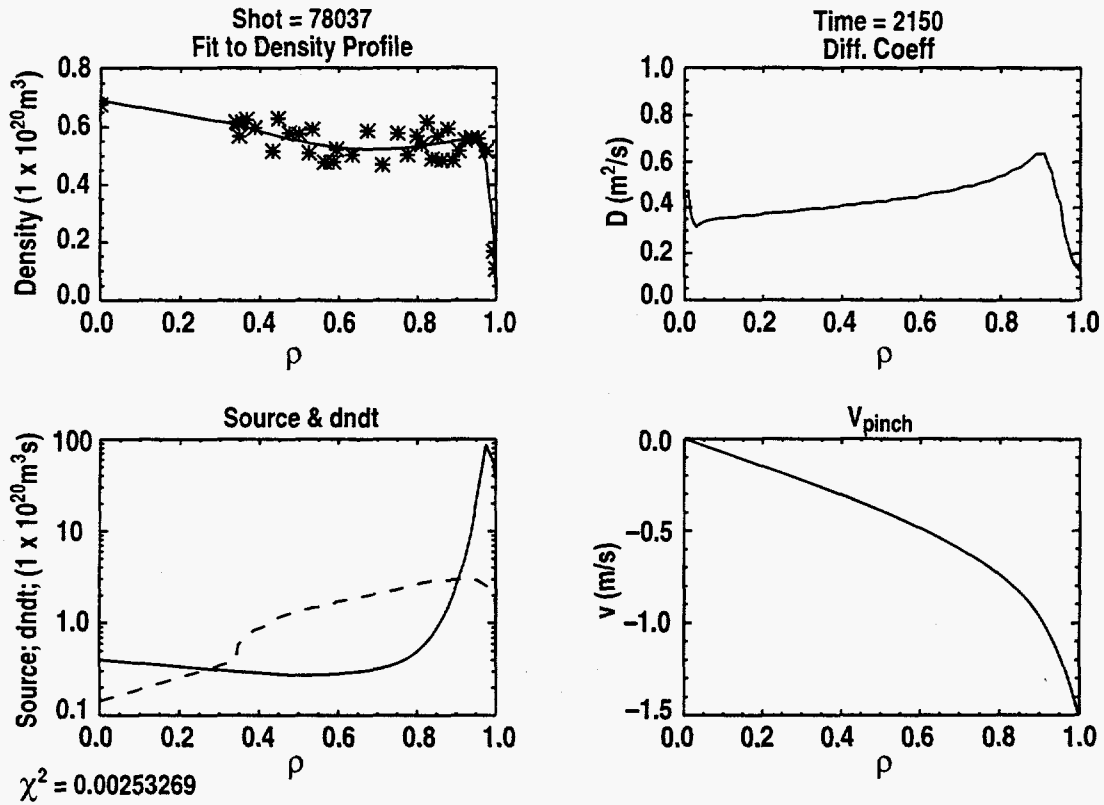 Shot = 78037
Fit to Density Profile
Density (1 x 10²⁰m³)
0.8
0.6
0.4
0.2
0.0
0.0 0.2 0.4 0.6 0.8 1.0
ρ
Time = 2150
Diff. Coeff
D (m²/s)
1.0
0.8
0.6
0.4
0.2
0.0
0.0 0.2 0.4 0.6 0.8 1.0
ρ
Source & dndt
Source; dndt; (1 x 10²⁰m³s)
100
10
1.0
0.1
0.0 0.2 0.4 0.6 0.8 1.0
ρ
V_pinch
v (m/s)
0.0
−0.5
−1.0
−1.5
0.0 0.2 0.4 0.6 0.8 1.0
ρ
χ² = 0.00253269